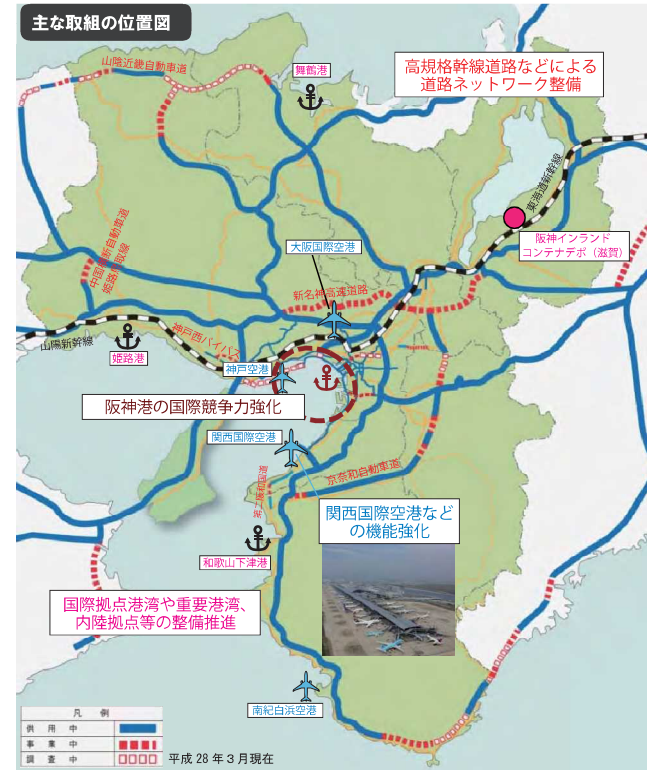 主な取組の位置図
山陰近畿自動車道
舞鶴港
高規格幹線道路などによる
道路ネットワーク整備
東海道新幹線
阪神インランド
コンテナデポ（滋賀）
大阪国際空港
中国横断自動車道
姫路鳥取線
新名神高速道路
山陽新幹線
姫路港
神戸西バイパス
神戸空港
阪神港の国際競争力強化
関西国際空港
京奈和自動車道
第二阪和国道
関西国際空港など
の機能強化
和歌山下津港
国際拠点港湾や重要港湾、
内陸拠点等の整備推進
南紀白浜空港
凡例
供用中
事業中
調査中
平成28年3月現在